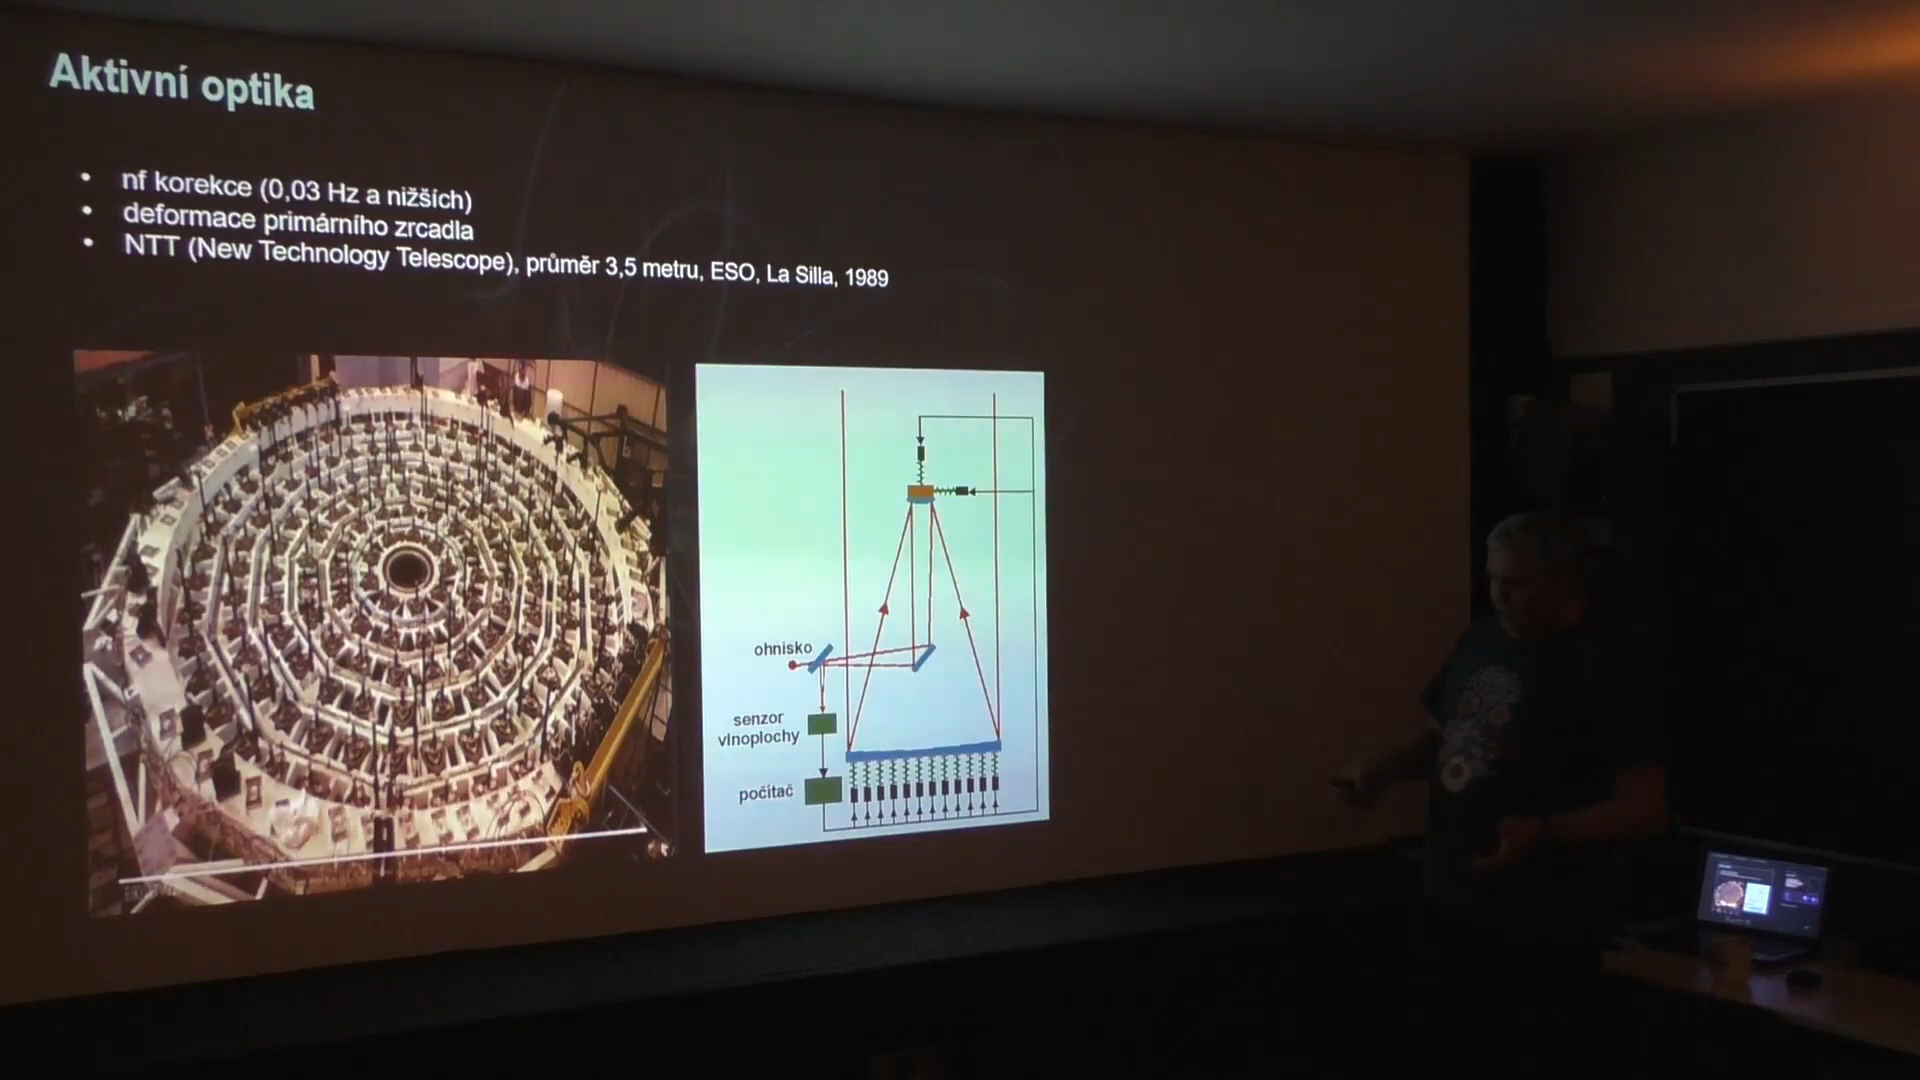 Aktivní optika
• nf korekce (0,03 Hz a nižších)
• deformace primárního zrcadla
• NTT (New Technology Telescope), průměr 3,5 metru, ESO, La Silla, 1989
ohnisko
senzor
vlnoplochy
počítač